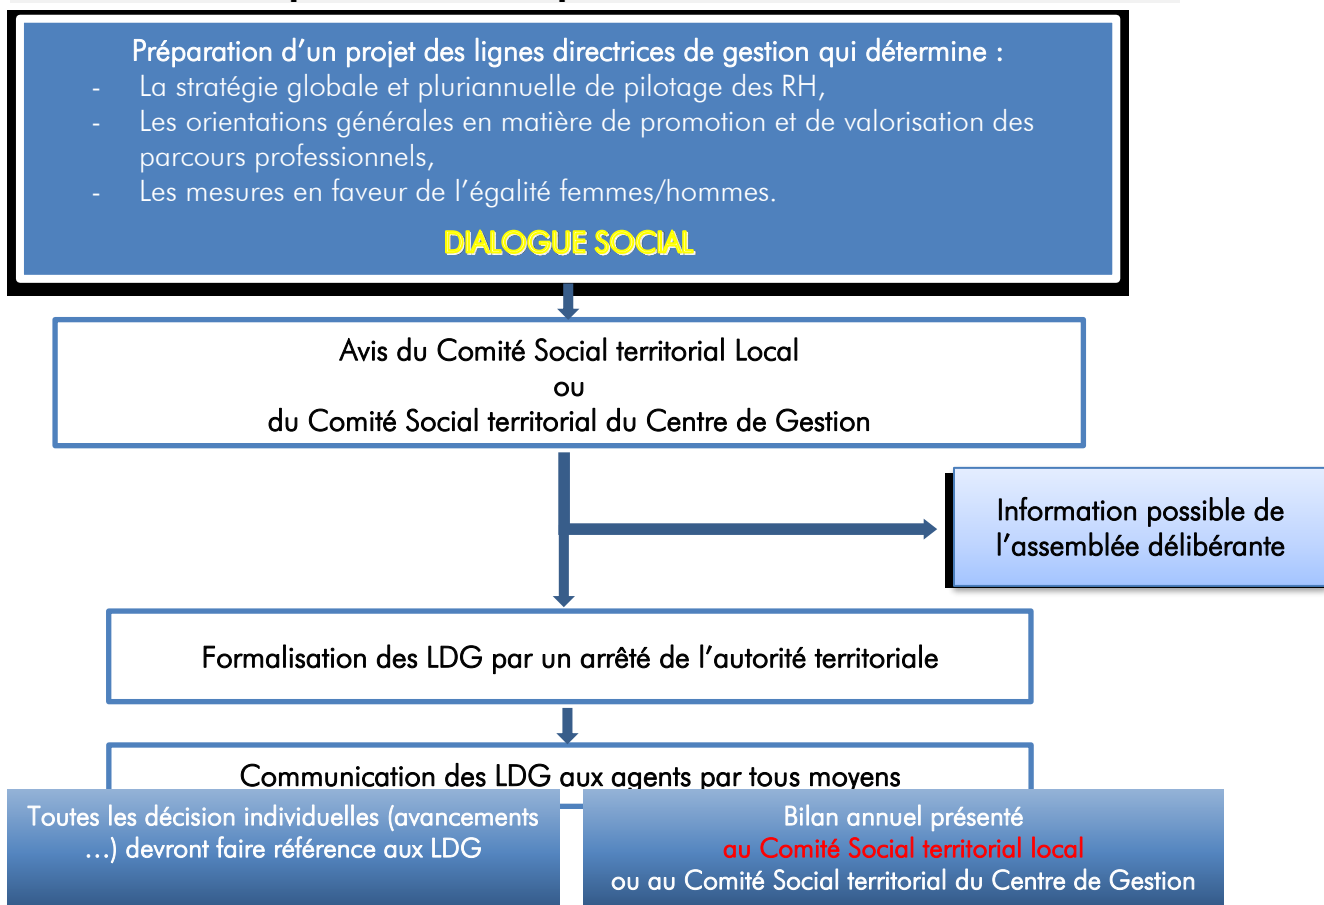 Préparation d’un projet des lignes directrices de gestion qui détermine :
- La stratégie globale et pluriannuelle de pilotage des RH,
- Les orientations générales en matière de promotion et de valorisation des
parcours professionnels,
- Les mesures en faveur de l’égalité femmes/hommes.
DIALOGUE SOCIAL
Avis du Comité Social territorial Local
ou
du Comité Social territorial du Centre de Gestion
Information possible de
l’assemblée délibérante
Formalisation des LDG par un arrêté de l’autorité territoriale
Communication des LDG aux agents par tous moyens
Toutes les décision individuelles (avancements
…) devront faire référence aux LDG
Bilan annuel présenté
au Comité Social territorial local
ou au Comité Social territorial du Centre de Gestion